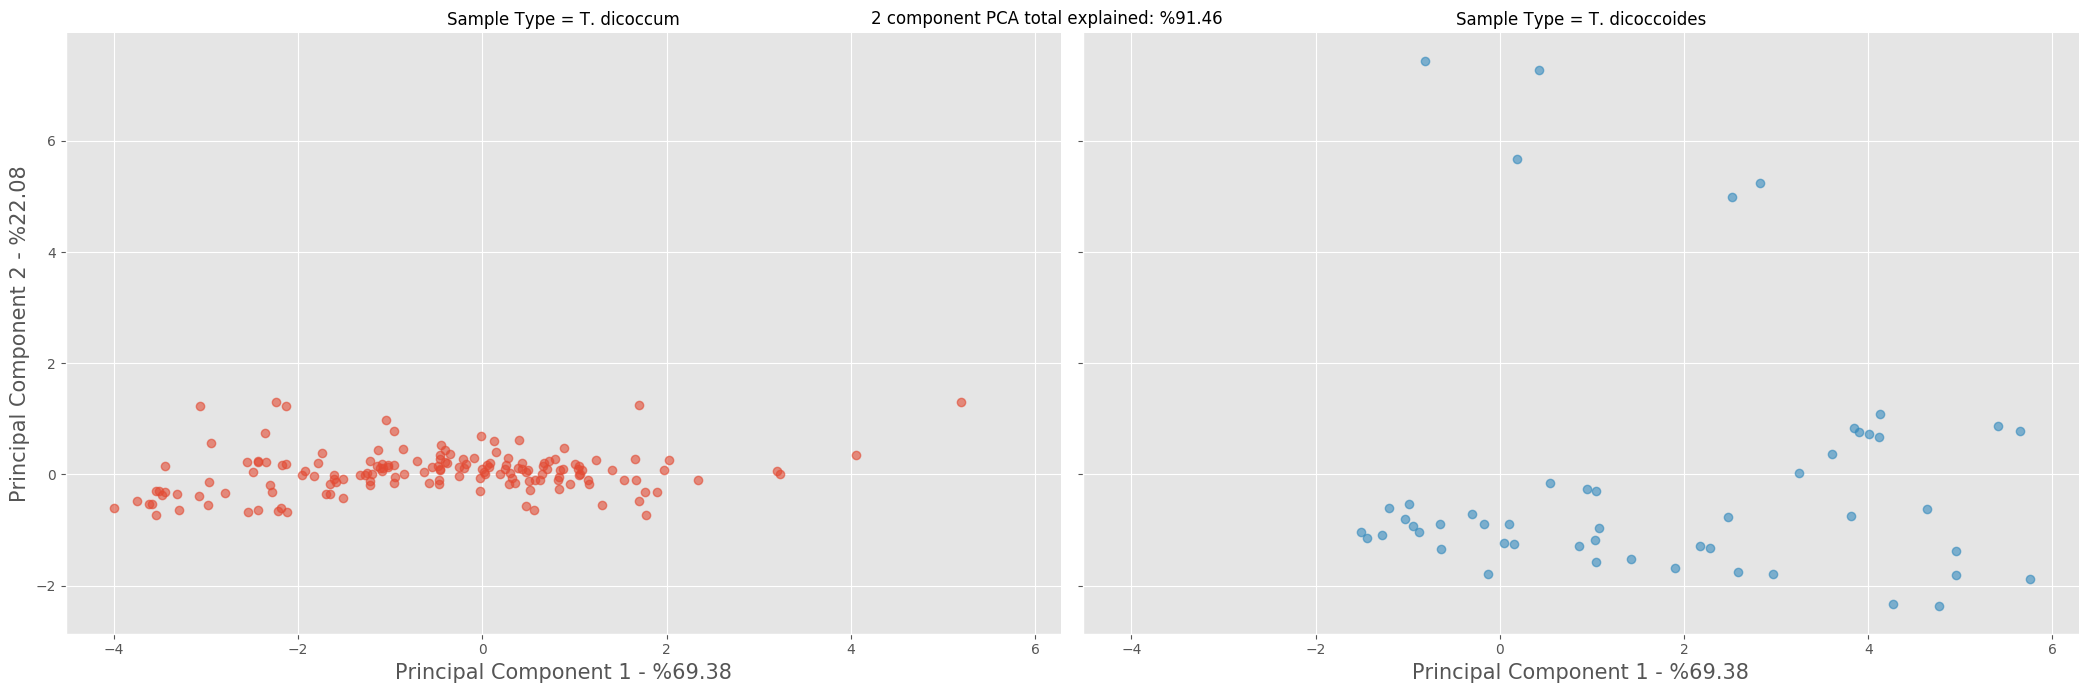 Sample Type = T. dicoccum
2 component PCA total explained: %91.46
Sample Type = T. dicoccoides
Principal Component 2 - %22.08
6
4
2
0
−2
−4
−2
0
2
4
6
−4
−2
0
2
4
6
Principal Component 1 - %69.38
Principal Component 1 - %69.38